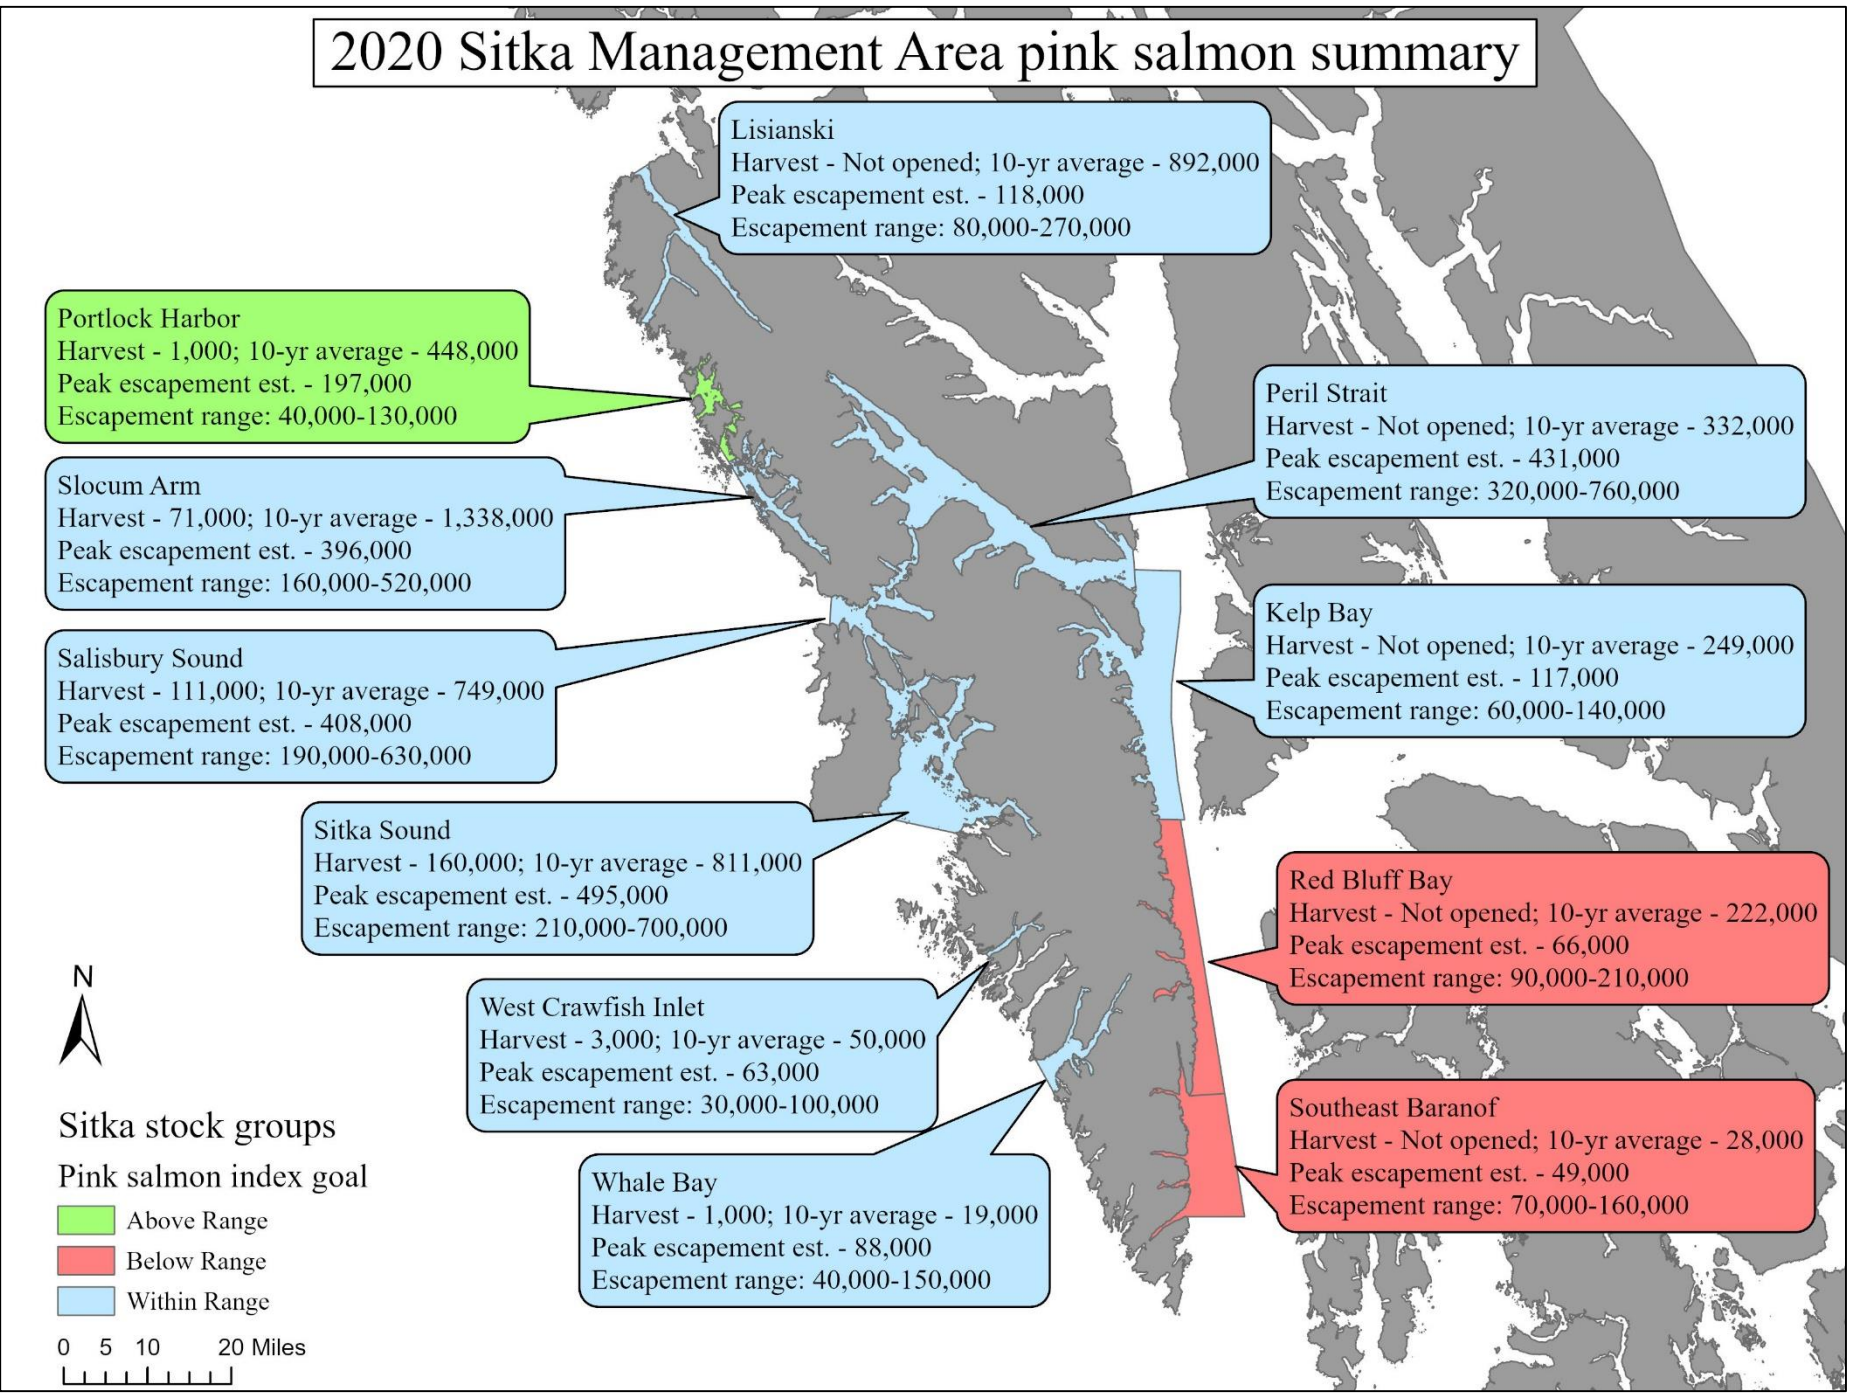 2020 Sitka Management Area pink salmon summary
Lisianski
Harvest - Not opened; 10-yr average - 892,000
Peak escapement est. - 118,000
Escapement range: 80,000-270,000
Portlock Harbor
Harvest - 1,000; 10-yr average - 448,000
Peak escapement est. - 197,000
Escapement range: 40,000-130,000
Slocum Arm
Harvest - 71,000; 10-yr average - 1,338,000
Peak escapement est. - 396,000
Escapement range: 160,000-520,000
Salisbury Sound
Harvest - 111,000; 10-yr average - 749,000
Peak escapement est. - 408,000
Escapement range: 190,000-630,000
Sitka Sound
Harvest - 160,000; 10-yr average - 811,000
Peak escapement est. - 495,000
Escapement range: 210,000-700,000
West Crawfish Inlet
Harvest - 3,000; 10-yr average - 50,000
Peak escapement est. - 63,000
Escapement range: 30,000-100,000
Whale Bay
Harvest - 1,000; 10-yr average - 19,000
Peak escapement est. - 88,000
Escapement range: 40,000-150,000
Peril Strait
Harvest - Not opened; 10-yr average - 332,000
Peak escapement est. - 431,000
Escapement range: 320,000-760,000
Kelp Bay
Harvest - Not opened; 10-yr average - 249,000
Peak escapement est. - 117,000
Escapement range: 60,000-140,000
Red Bluff Bay
Harvest - Not opened; 10-yr average - 222,000
Peak escapement est. - 66,000
Escapement range: 90,000-210,000
Southeast Baranof
Harvest - Not opened; 10-yr average - 28,000
Peak escapement est. - 49,000
Escapement range: 70,000-160,000
N
Sitka stock groups
Pink salmon index goal
Above Range
Below Range
Within Range
0 5 10 20 Miles